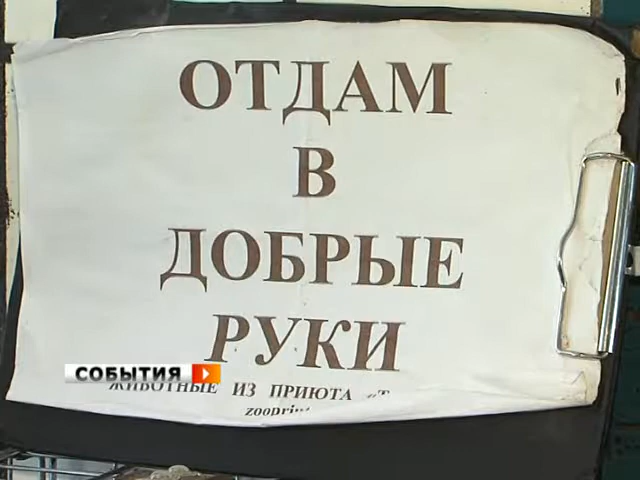 ОТДАМ
В
ДОБРЫЕ
РУКИ
СОБЫТИЯ
ЖИВОТНЫЕ ИЗ ПРИЮТА